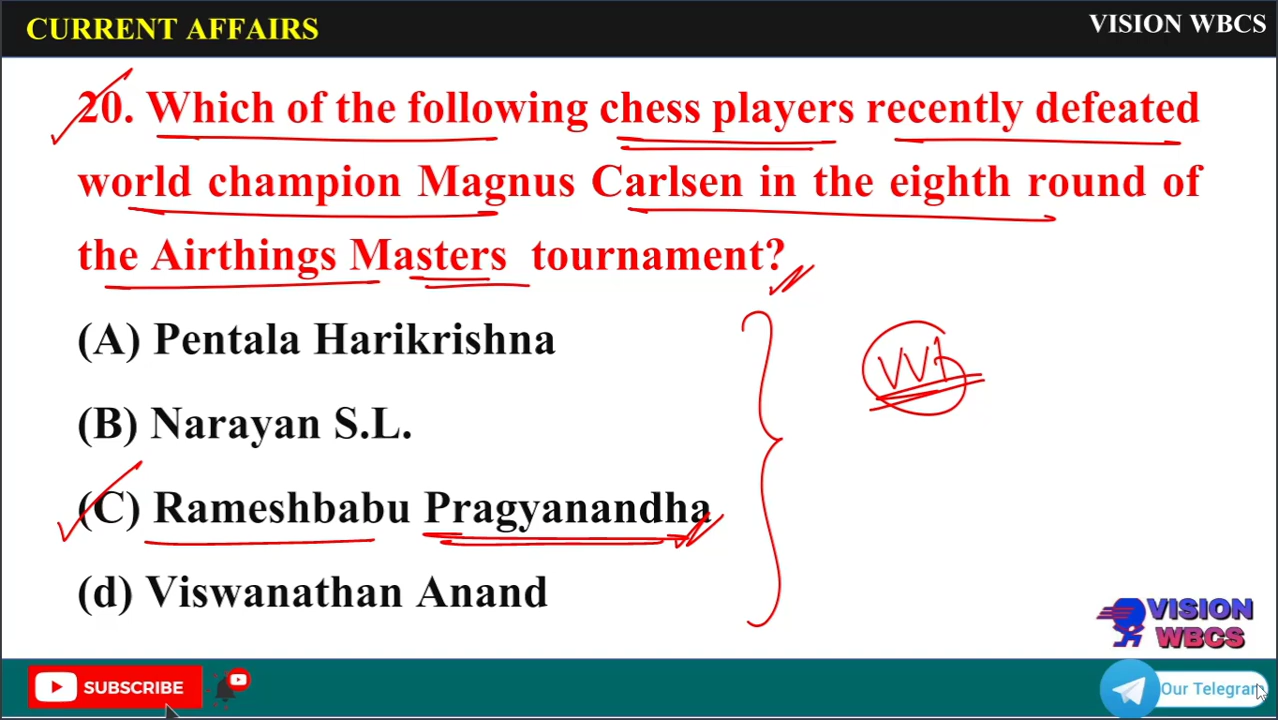 CURRENT AFFAIRS
VISION WBCS
20. Which of the following chess players recently defeated
world champion Magnus Carlsen in the eighth round of
the Airthings Masters tournament?
(A) Pentala Harikrishna
(B) Narayan S.L.
(C) Rameshbabu Pragyanandha
(d) Viswanathan Anand
VISION
WBCS
SUBSCRIBE
Our Telegram